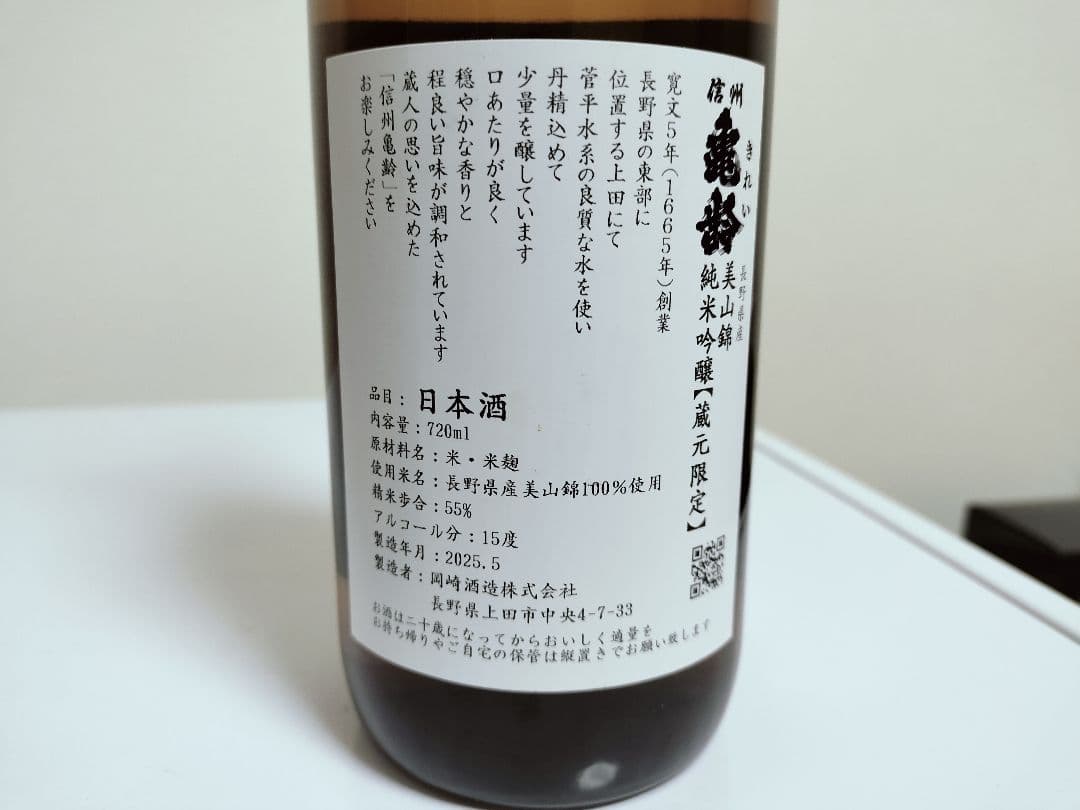 信州
亀齢
きれい
長野県産
美山錦
純米吟醸【蔵元限定】
寛文5年(1665年)創業
長野県の東部に
位置する上田にて
菅平水系の良質な水を使い
丹精込めて
少量を醸しています
口あたりが良く
穏やかな香りと
程良い旨味が調和されています
蔵人の思いを込めた
「信州亀齢」を
お楽しみください
品目：日本酒
内容量：720ml
原材料名：米・米麹
使用米名：長野県産美山錦100%使用
精米歩合：55%
アルコール分：15度
製造年月：2025.5
製造者：岡崎酒造株式会社
長野県上田市中央4-7-33
お酒は二十歳になってからおいしく適量を
お持ち帰りやご自宅の保管は縦置きでお願い致します